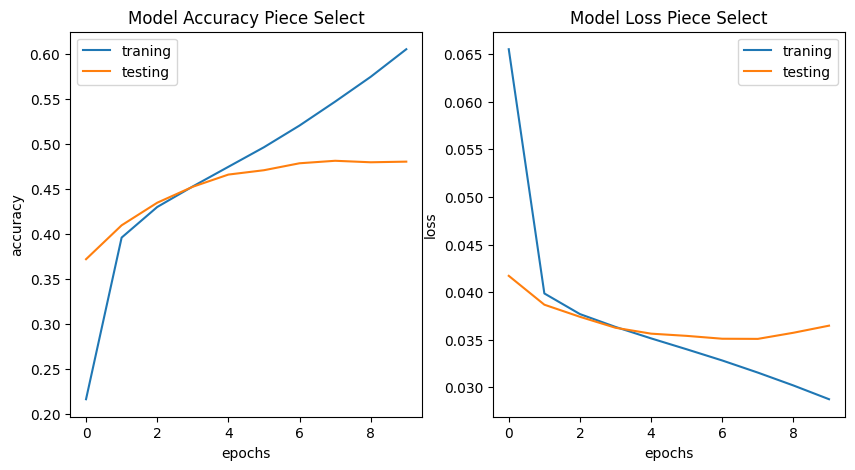 Model Accuracy Piece Select
traning
testing
0.60
0.55
0.50
0.45
0.40
0.35
0.30
0.25
0.20
accuracy
0 2 4 6 8
epochs
Model Loss Piece Select
traning
testing
0.065
0.060
0.055
0.050
0.045
0.040
0.035
0.030
loss
0 2 4 6 8
epochs